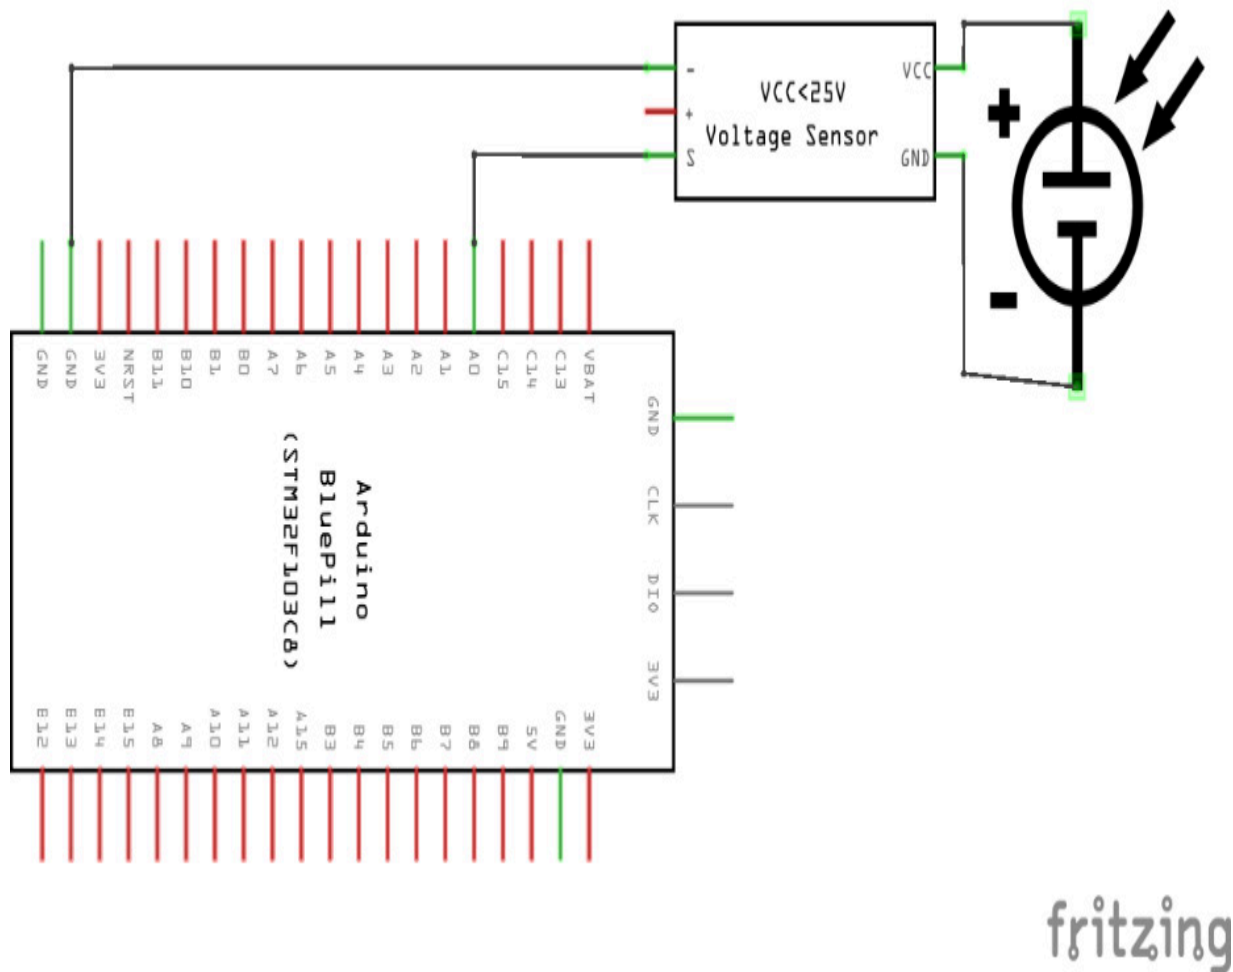 -
VCC
VCC<25V
+
Voltage Sensor
S
GND
+
-
GND
GND
3V3
NRST
B11
B10
B1
B0
A7
A6
A5
A4
A3
A2
A1
A0
C15
C14
C13
VBAT
GND
CLK
DIO
3V3
Arduino
BluePill
(STM32F103C8)
B12
B13
B14
B15
A8
A9
A10
A11
A12
A15
B3
B4
B5
B6
B7
B8
B9
5V
GND
3V3
fritzing